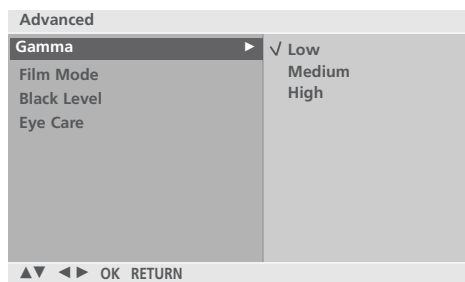 Advanced
Gamma ▶
Film Mode
Black Level
Eye Care
√ Low
Medium
High
▲▼ ◀ ▶ OK RETURN